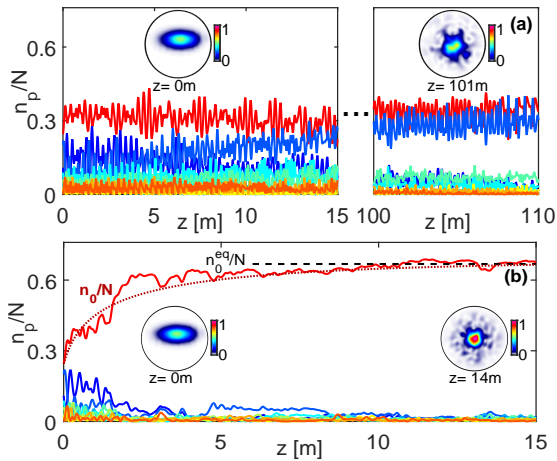 (a)
n_p/N
0.6
0.3
0
1
0
z= 0m
1
0
z= 101m
0 5 10 15 100 105 110
z [m] z [m]
(b)
n_p/N
0.6
0.3
0
n_0^eq/N
n_0/N
1
0
z= 0m
1
0
z= 14m
0 5 10 15
z [m]